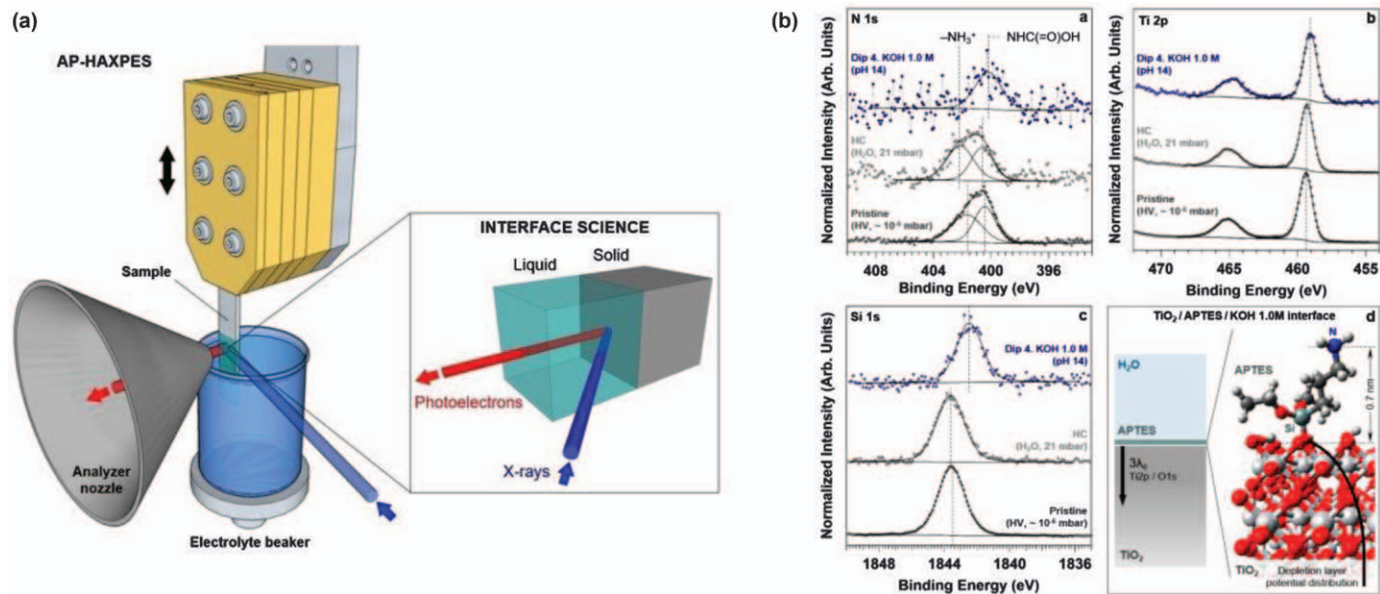 (a)
AP-HAXPES
Sample
Analyzer
nozzle
Electrolyte beaker
INTERFACE SCIENCE
Liquid
Solid
Photoelectrons
X-rays
(b)
N 1s
a
–NH₃⁺
NHC(=O)OH
Dip 4. KOH 1.0 M
(pH 14)
HC
(H₂O, 21 mbar)
Pristine
(HV, ~ 10⁻⁶ mbar)
Normalized Intensity (Arb. Units)
408 404 400 396
Binding Energy (eV)
Ti 2p
b
Dip 4. KOH 1.0 M
(pH 14)
HC
(H₂O, 21 mbar)
Pristine
(HV, ~ 10⁻⁶ mbar)
Normalized Intensity (Arb. Units)
472 466 460 454
Binding Energy (eV)
Si 1s
c
Dip 4. KOH 1.0 M
(pH 14)
HC
(H₂O, 21 mbar)
Pristine
(HV, ~ 10⁻⁶ mbar)
Normalized Intensity (Arb. Units)
1848 1844 1840 1836
Binding Energy (eV)
d
TiO₂ / APTES / KOH 1.0M interface
H₂O
APTES
3λₑ
Ti2p / O1s
TiO₂
N
APTES
Si
0.7 nm
TiO₂
Depletion layer
potential distribution